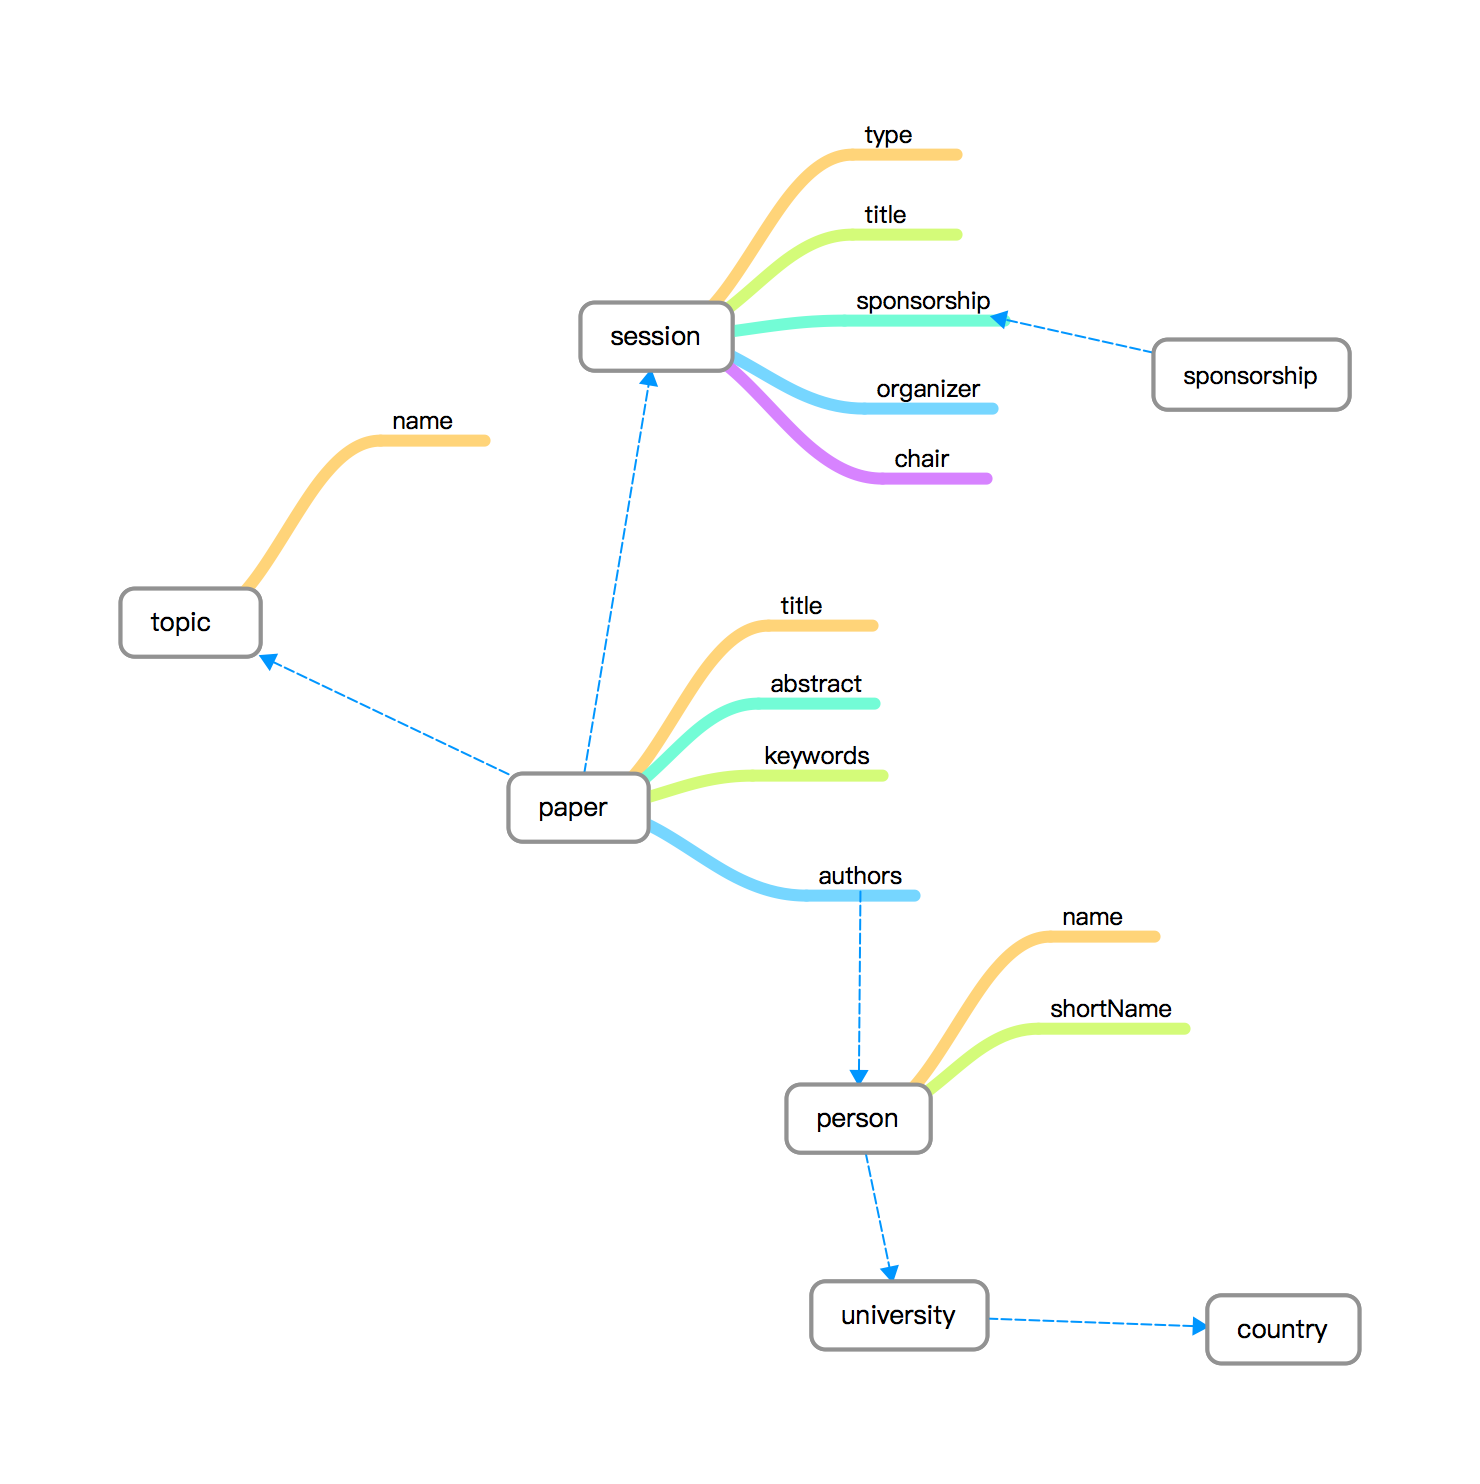 type
title
sponsorship
session
sponsorship
organizer
name
chair
title
topic
abstract
keywords
paper
authors
name
shortName
person
university
country